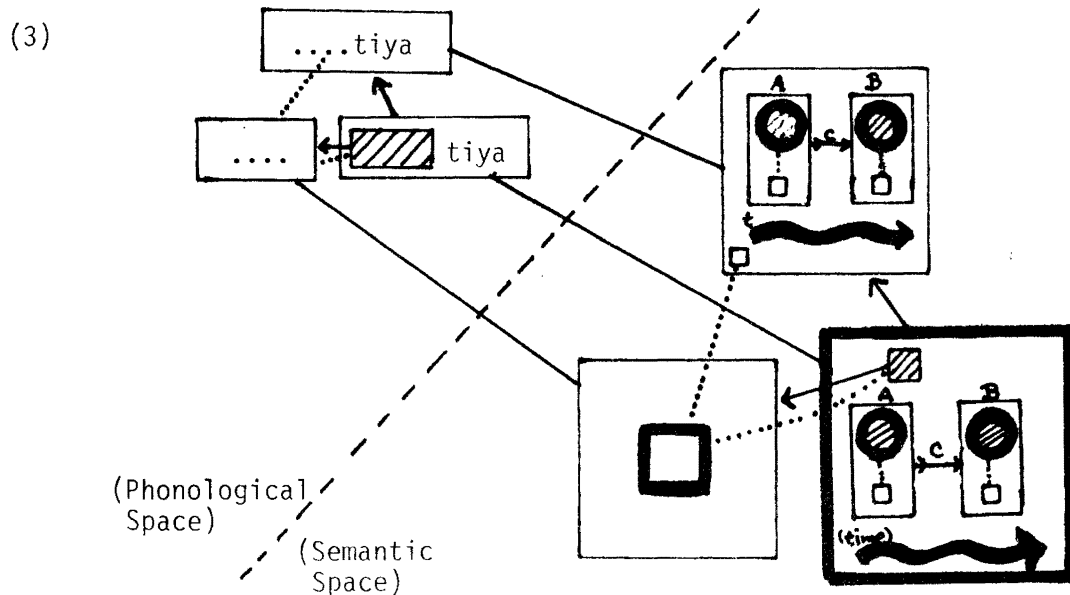 (3)
....tiya
.... tiya
A B
c
t
A B
c
(time)
(Phonological
Space)
(Semantic
Space)